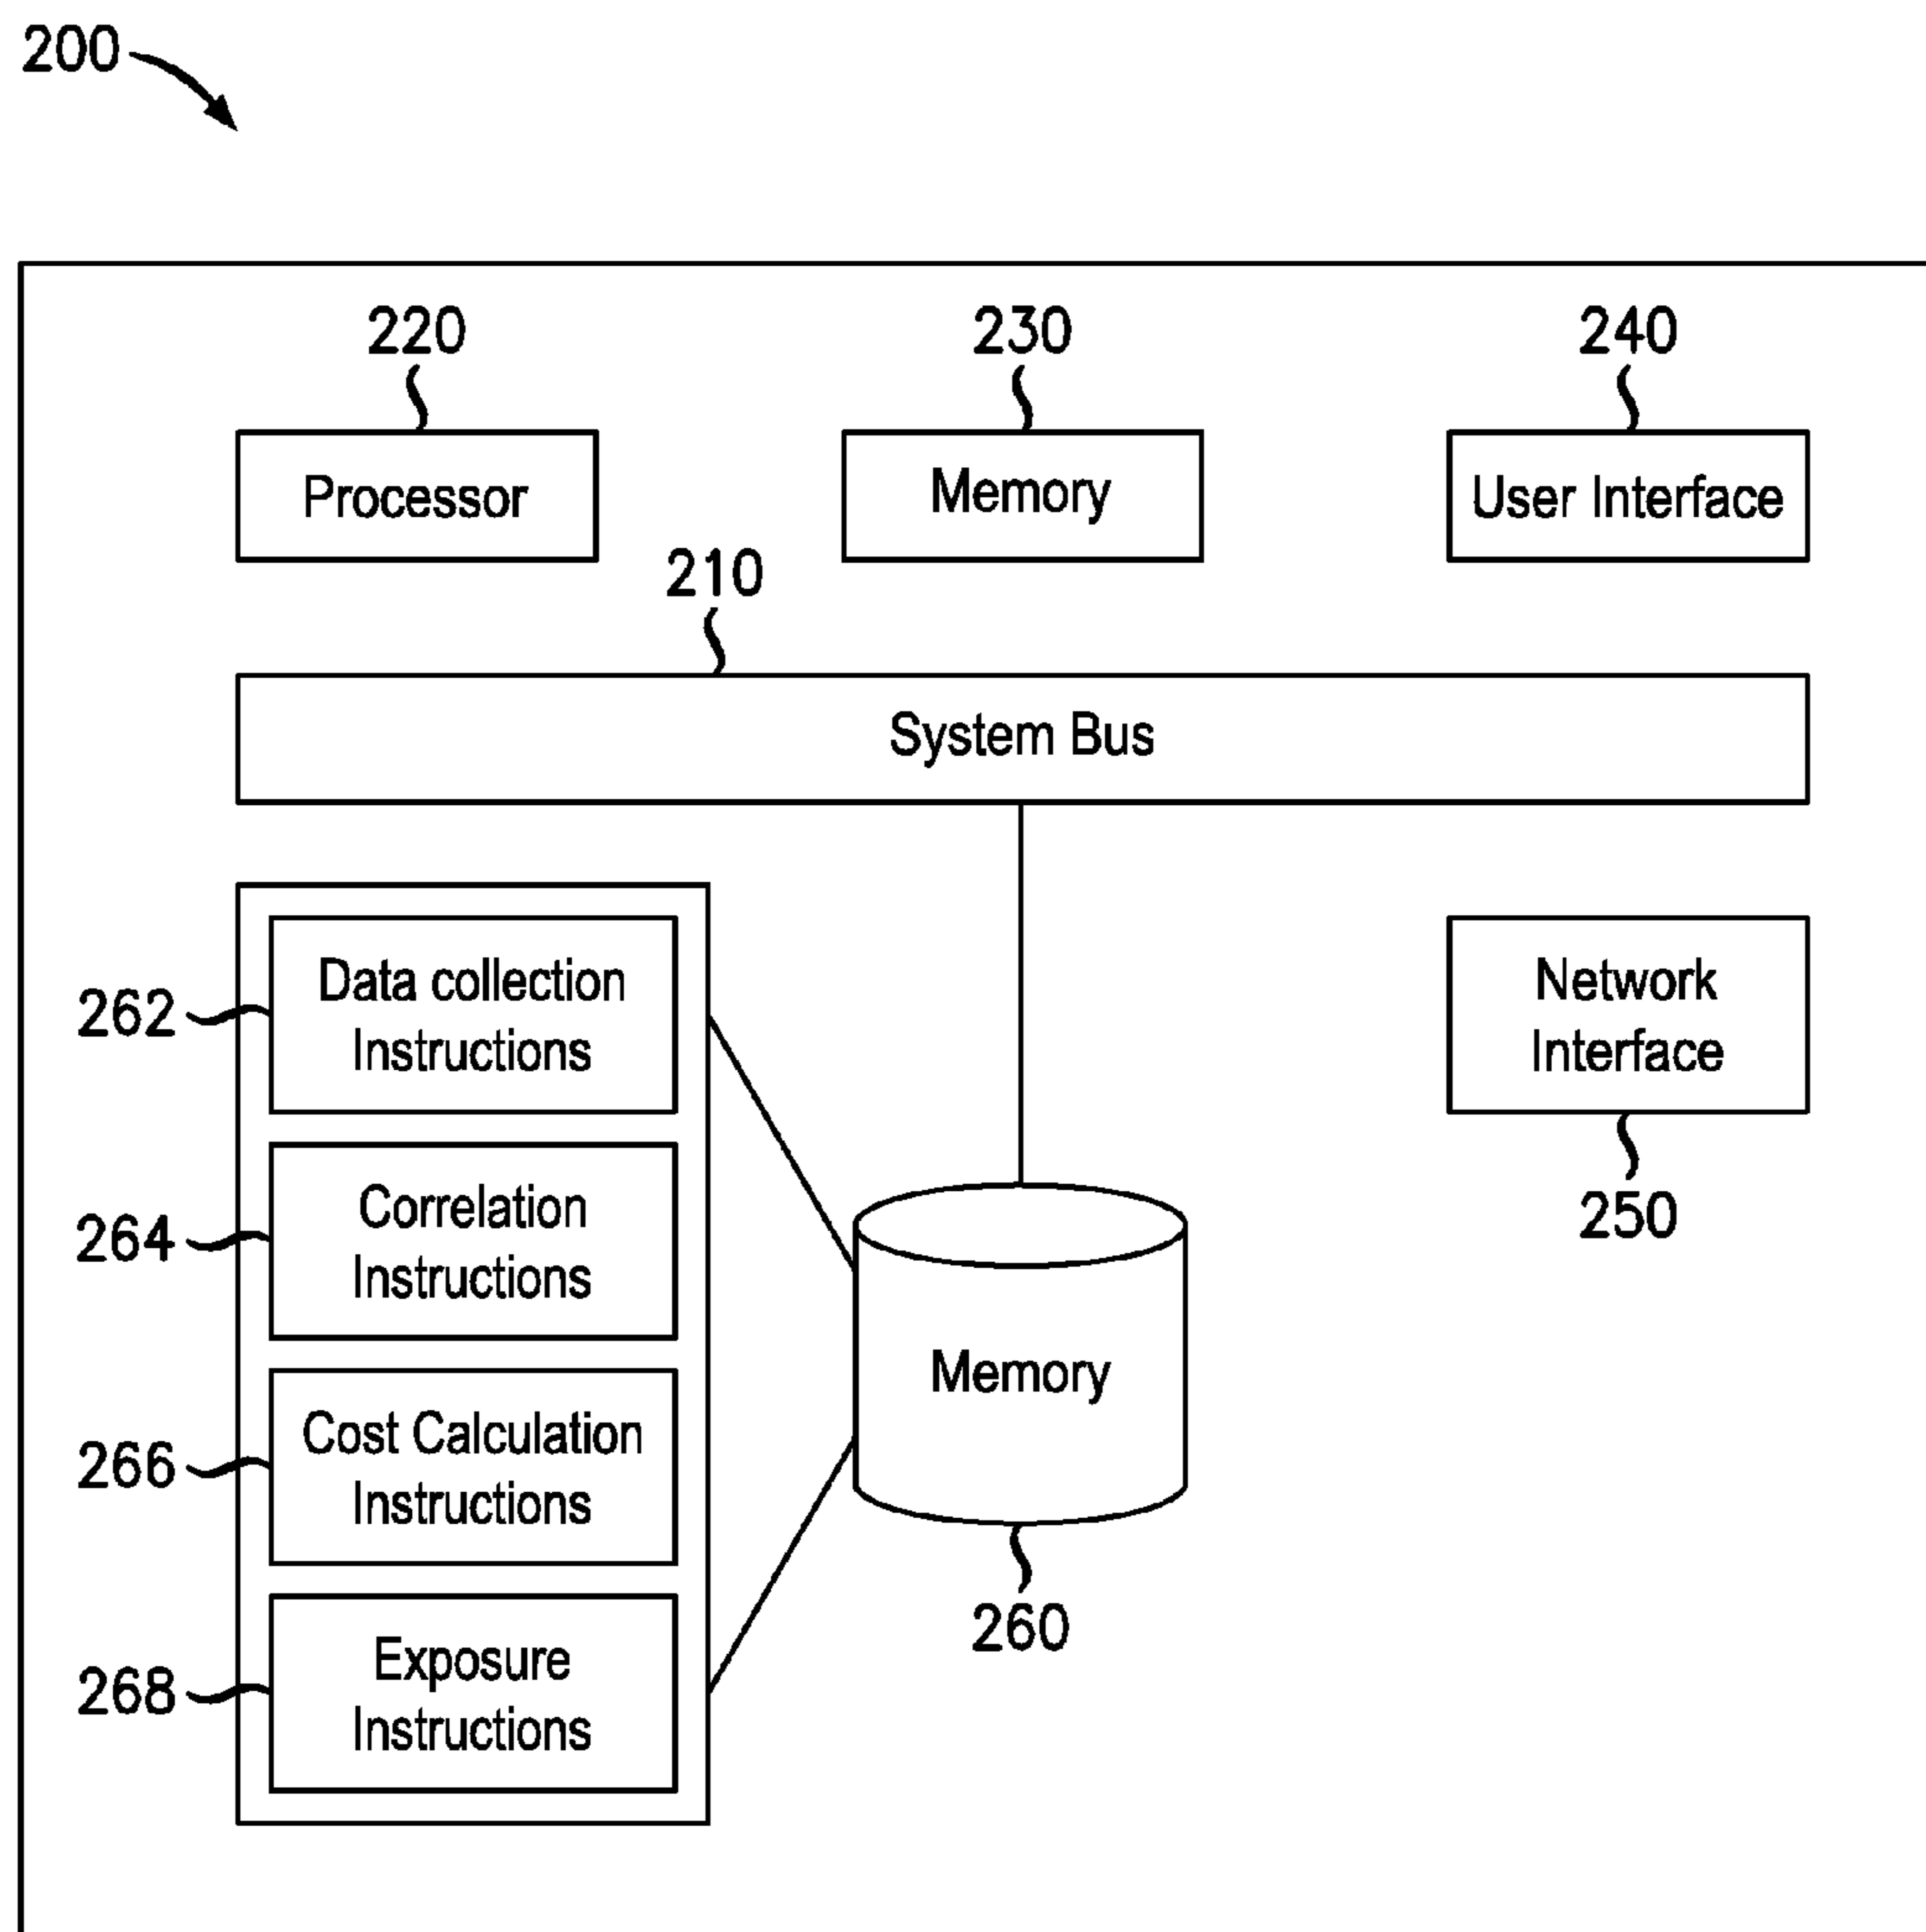 200
220
230
240
Processor
Memory
User Interface
210
System Bus
262
Data collection
Instructions
Network
Interface
250
264
Correlation
Instructions
Memory
266
Cost Calculation
Instructions
260
268
Exposure
Instructions